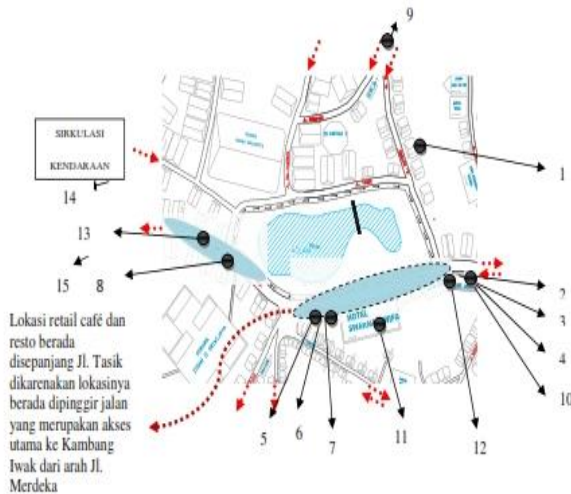 9
SIRKULASI
KENDARAAN
14
1
13
15 8
2
3
4
10
Lokasi retail café dan
resto berada
disepanjang Jl. Tasik
dikarenakan lokasinya
berada dipinggir jalan
yang merupakan akses
utama ke Kambang
Iwak dari arah Jl.
Merdeka
HOTEL
5 6 7 11 12